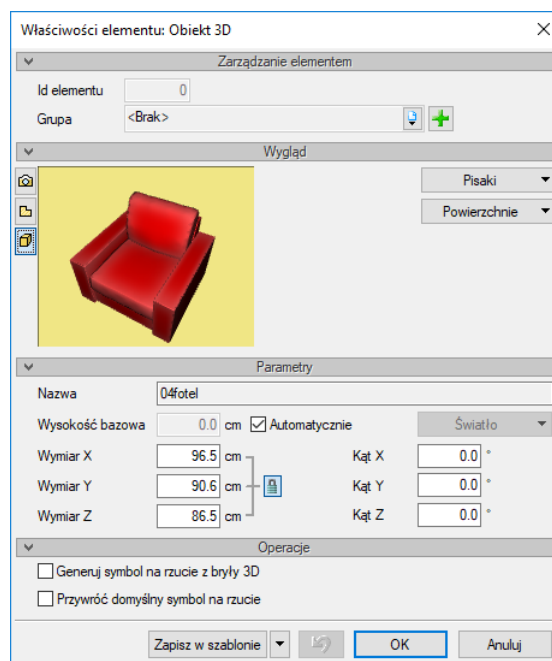 Właściwości elementu: Obiekt 3D
Zarządzanie elementem
Id elementu 0
Grupa <Brak>
Wygląd
Pisaki
Powierzchnie
Parametry
Nazwa 04fotel
Wysokość bazowa 0.0 cm Automatycznie Światło
Wymiar X 96.5 cm Kąt X 0.0 °
Wymiar Y 90.6 cm Kąt Y 0.0 °
Wymiar Z 86.5 cm Kąt Z 0.0 °
Operacje
Generuj symbol na rzucie z bryły 3D
Przywróć domyślny symbol na rzucie
Zapisz w szablonie OK Anuluj